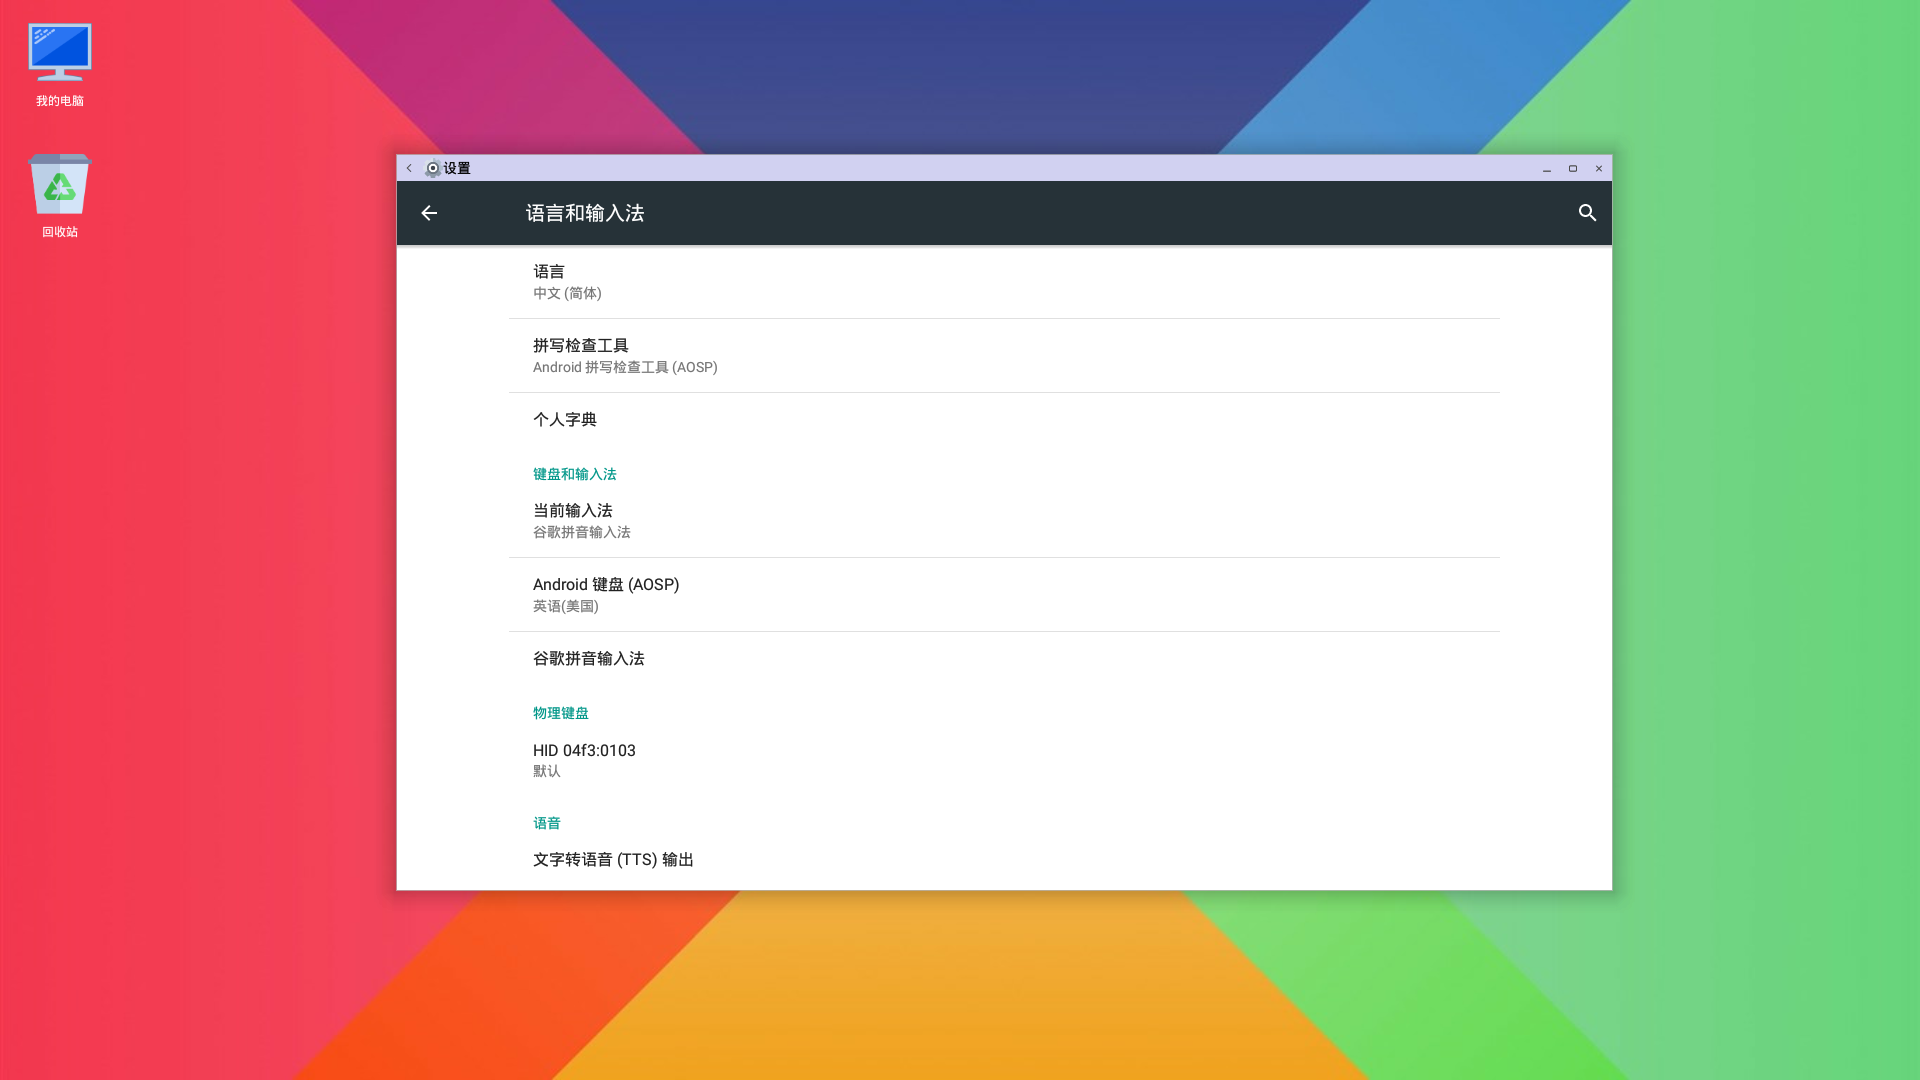 我的电脑
回收站
设置
语言和输入法
语言
中文 (简体)
拼写检查工具
Android 拼写检查工具 (AOSP)
个人字典
键盘和输入法
当前输入法
谷歌拼音输入法
Android 键盘 (AOSP)
英语(美国)
谷歌拼音输入法
物理键盘
HID 04f3:0103
默认
语音
文字转语音 (TTS) 输出